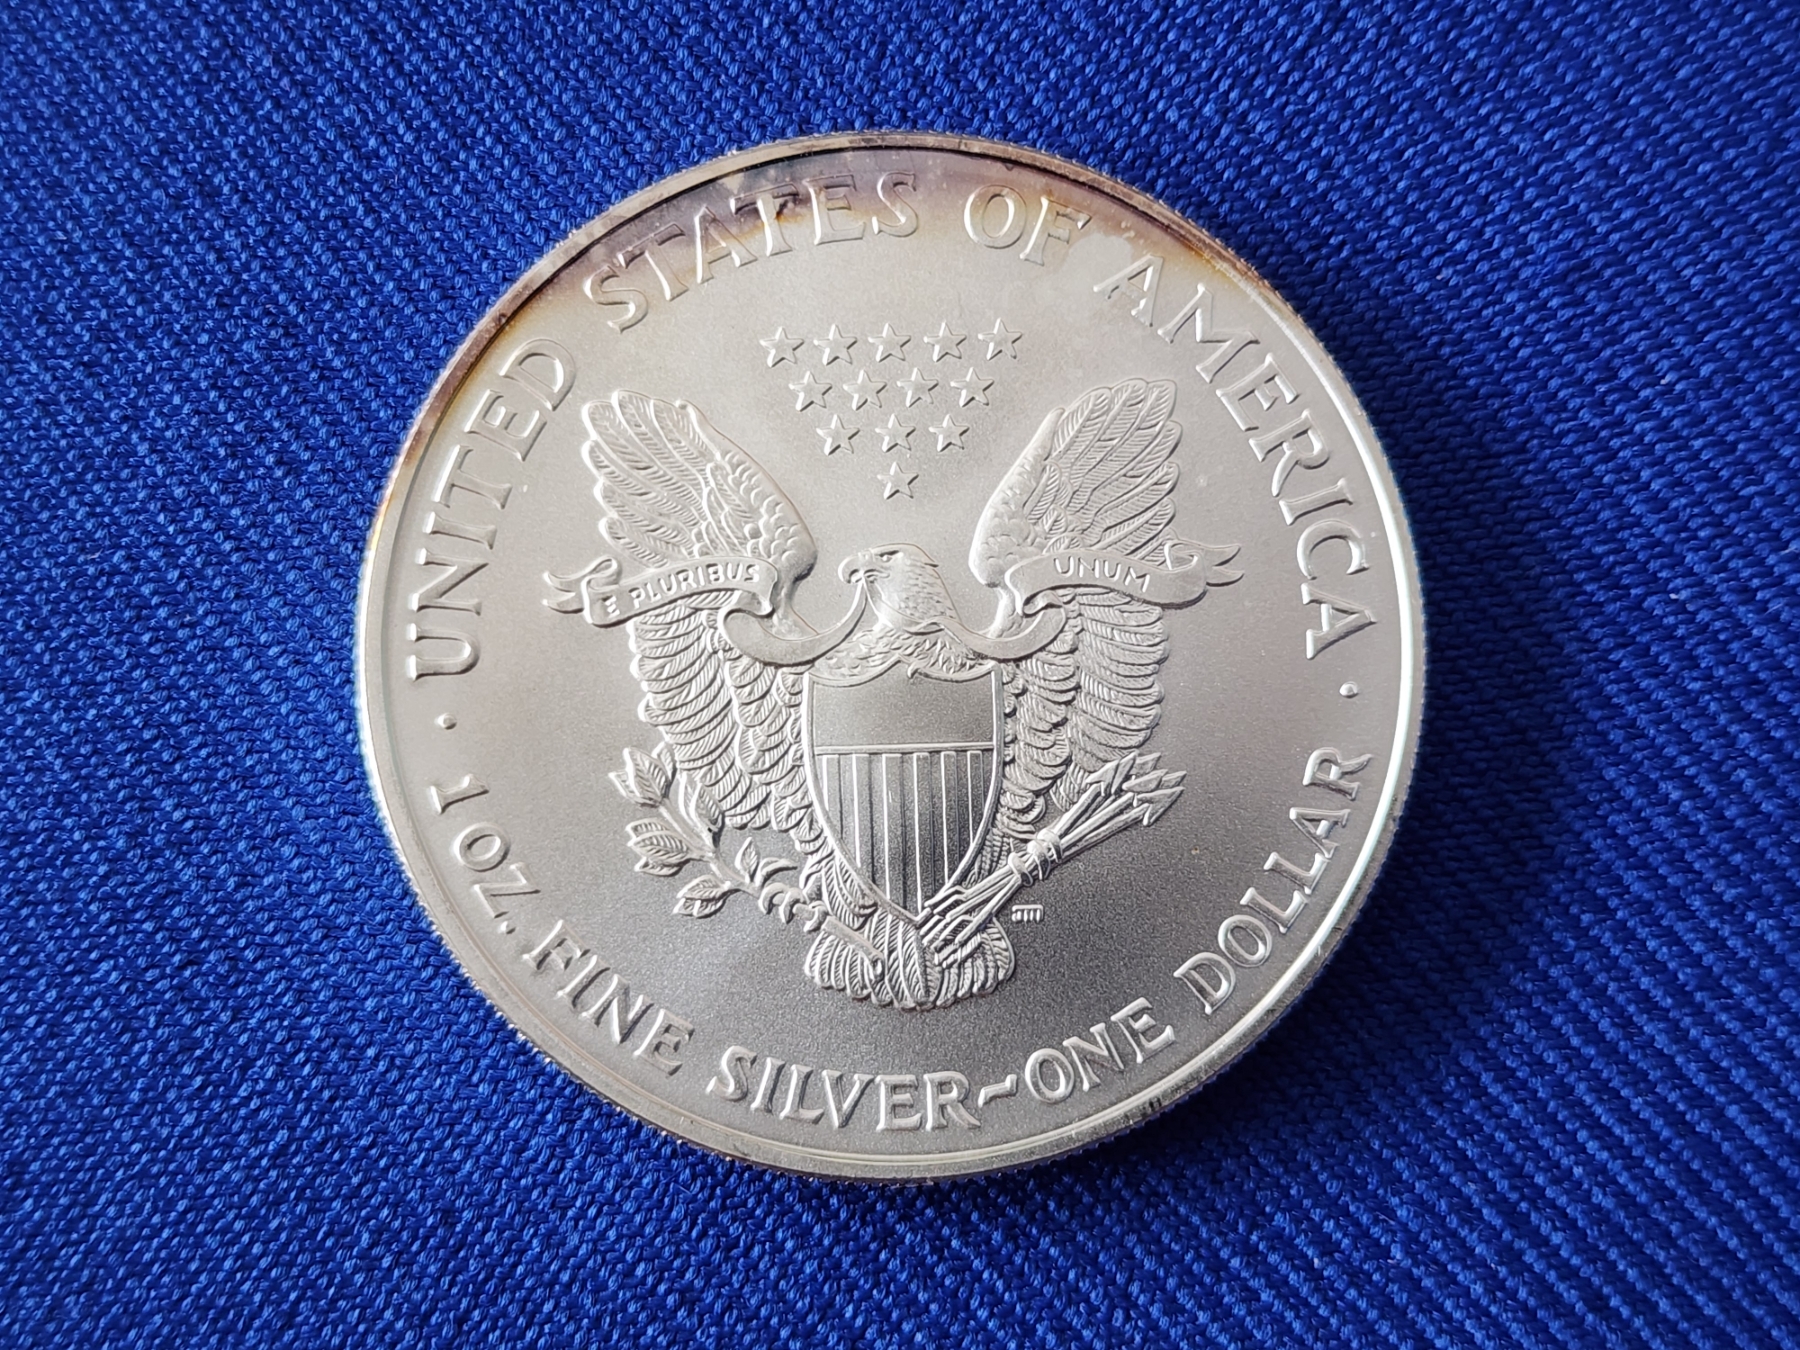 UNITED STATES OF AMERICA
E PLURIBUS UNUM
1 OZ. FINE SILVER~ONE DOLLAR